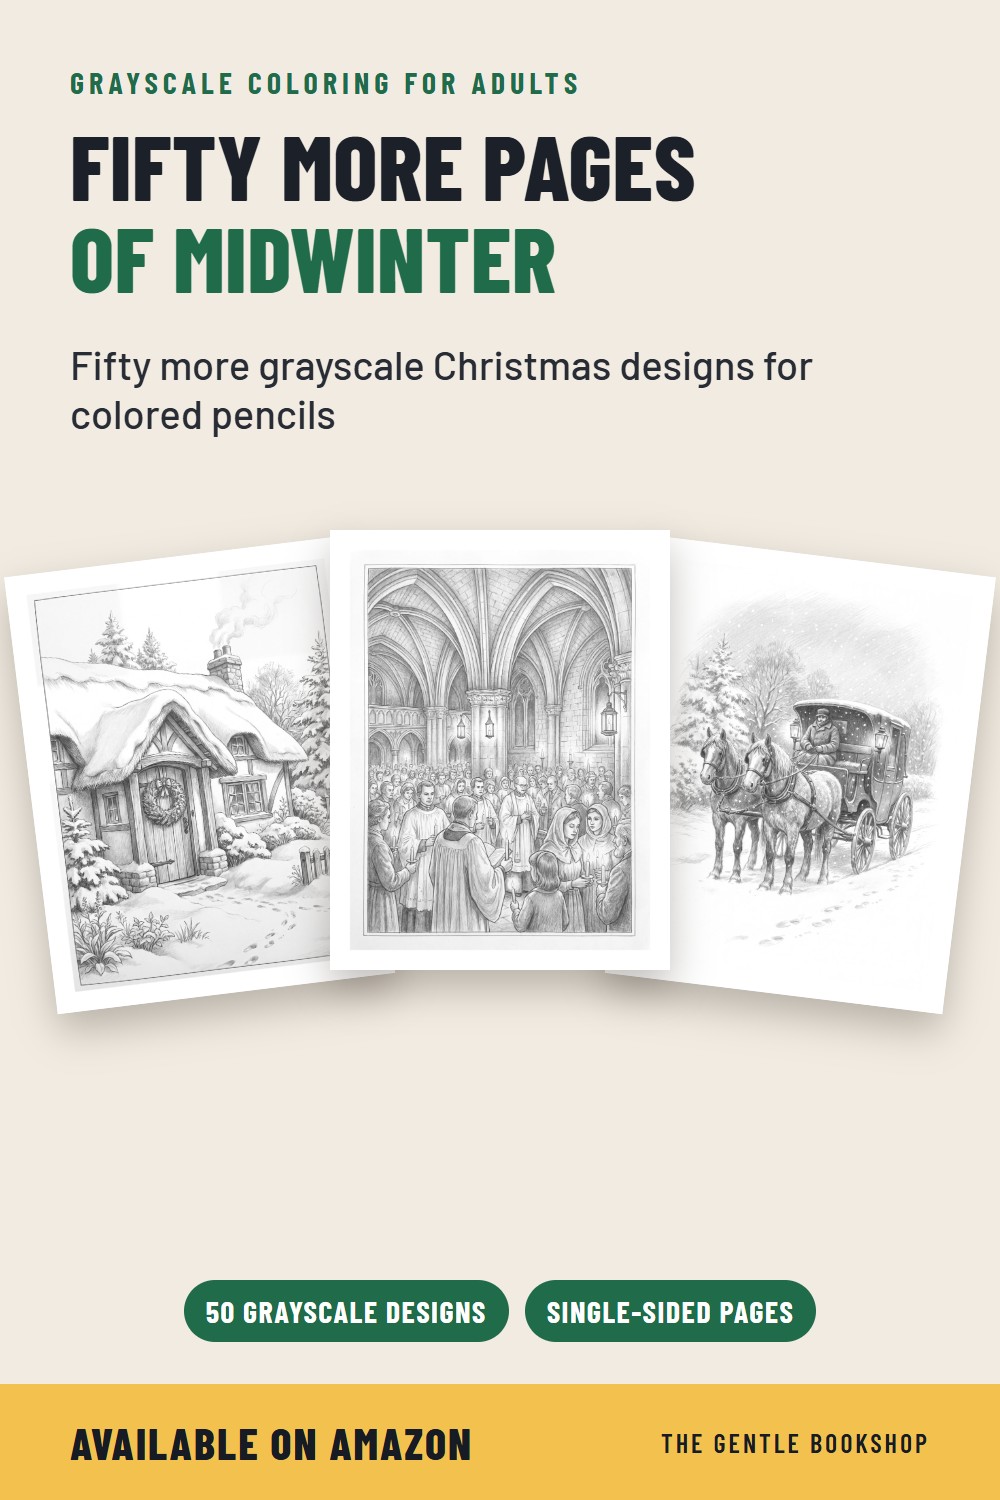 GRAYSCALE COLORING FOR ADULTS
FIFTY MORE PAGES
OF MIDWINTER
Fifty more grayscale Christmas designs for
colored pencils
50 GRAYSCALE DESIGNS
SINGLE-SIDED PAGES
AVAILABLE ON AMAZON
THE GENTLE BOOKSHOP